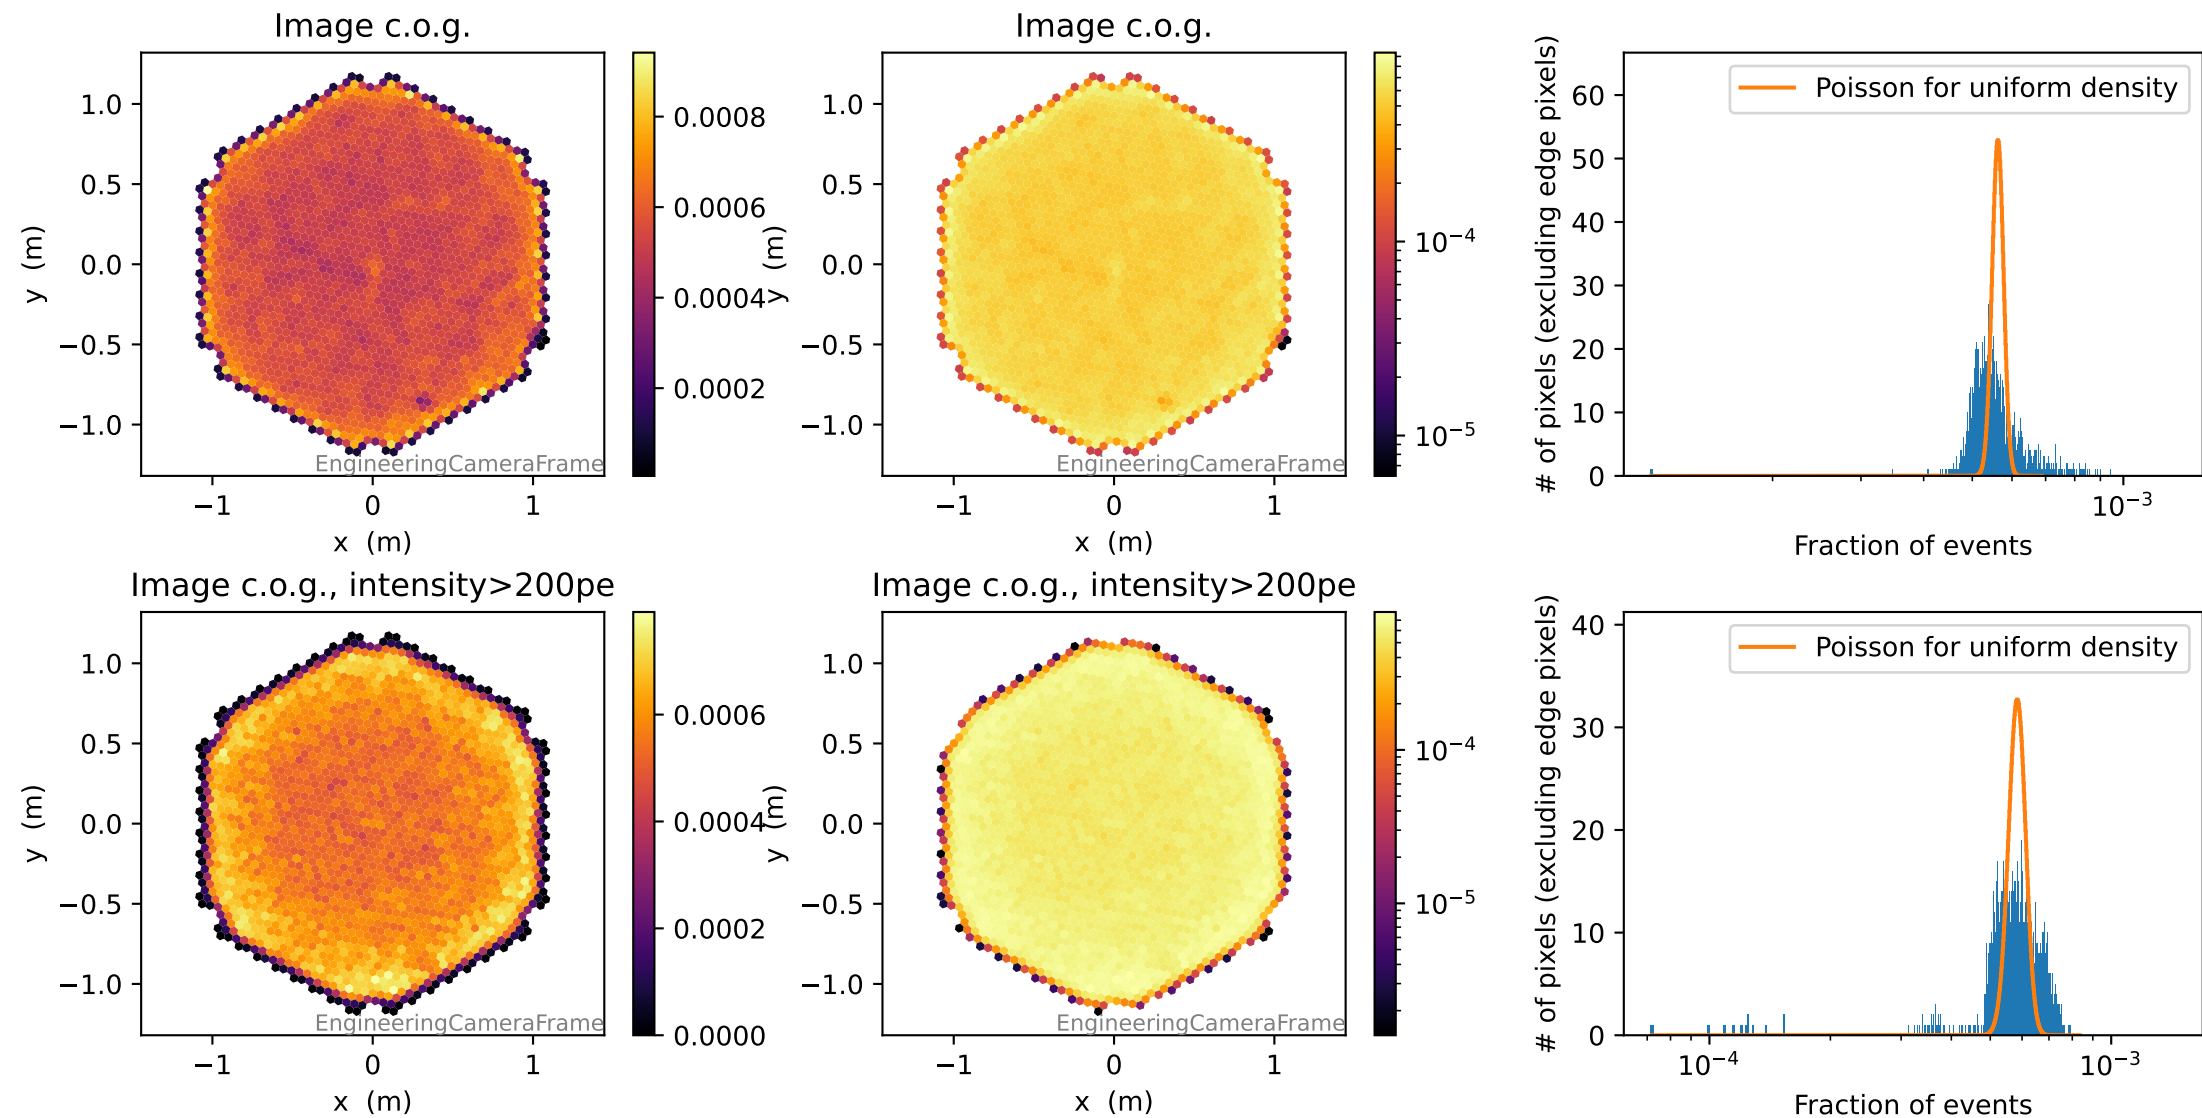 Image c.o.g.
1.0
0.5
0.0
−0.5
−1.0
y (m)
−1
0
1
x (m)
EngineeringCameraFrame
0.0008
0.0006
0.0004
0.0002
Image c.o.g.
1.0
0.5
0.0
−0.5
−1.0
y (m)
−1
0
1
x (m)
EngineeringCameraFrame
10⁻⁴
10⁻⁵
# of pixels (excluding edge pixels)
60
50
40
30
20
10
0
Poisson for uniform density
10⁻³
Fraction of events
Image c.o.g., intensity>200pe
1.0
0.5
0.0
−0.5
−1.0
y (m)
−1
0
1
x (m)
EngineeringCameraFrame
0.0006
0.0004
0.0002
0.0000
Image c.o.g., intensity>200pe
1.0
0.5
0.0
−0.5
−1.0
y (m)
−1
0
1
x (m)
EngineeringCameraFrame
10⁻⁴
10⁻⁵
# of pixels (excluding edge pixels)
40
30
20
10
0
Poisson for uniform density
10⁻⁴
10⁻³
Fraction of events